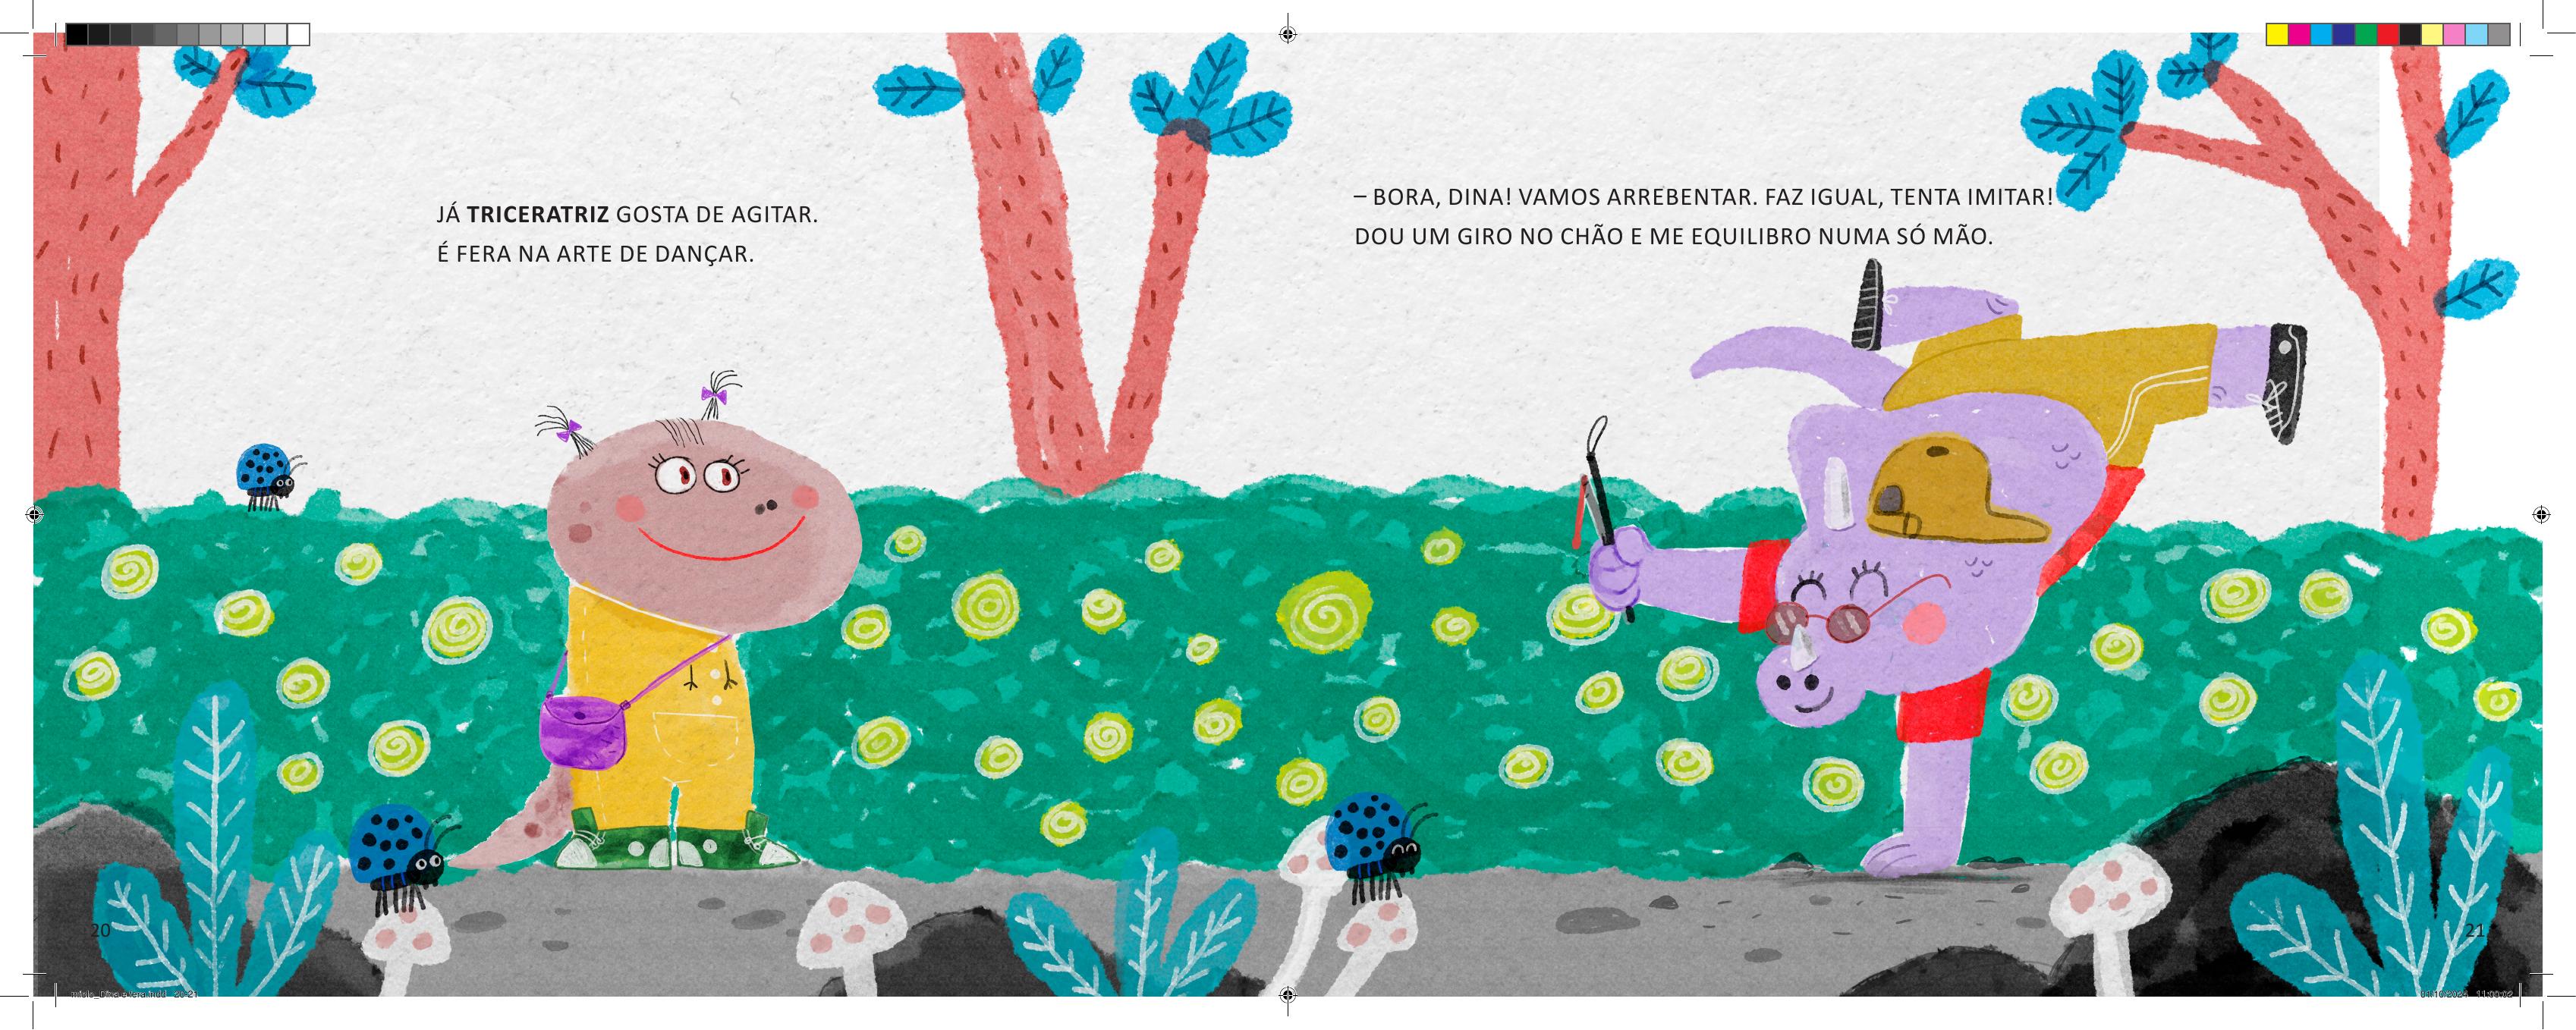 JÁ TRICERATRIZ GOSTA DE AGITAR.
É FERA NA ARTE DE DANÇAR.
– BORA, DINA! VAMOS ARREBENTAR. FAZ IGUAL, TENTA IMITAR!
DOU UM GIRO NO CHÃO E ME EQUILIBRO NUMA SÓ MÃO.
20
21